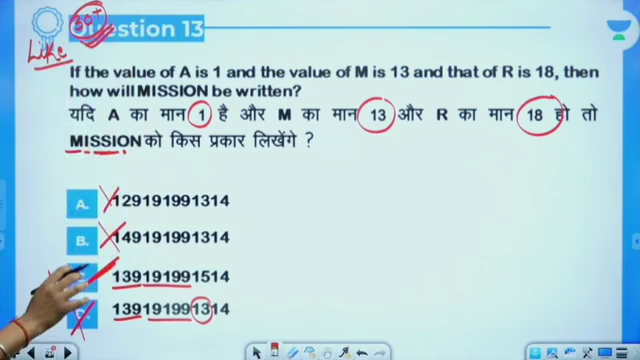 30+
Question 13
Like
If the value of A is 1 and the value of M is 13 and that of R is 18, then
how will MISSION be written?
यदि A का मान 1 है और M का मान 13 और R का मान 18 हो तो
MISSION को किस प्रकार लिखेंगे ?
A. 129191991314
B. 149191991314
139191991514
139191991314